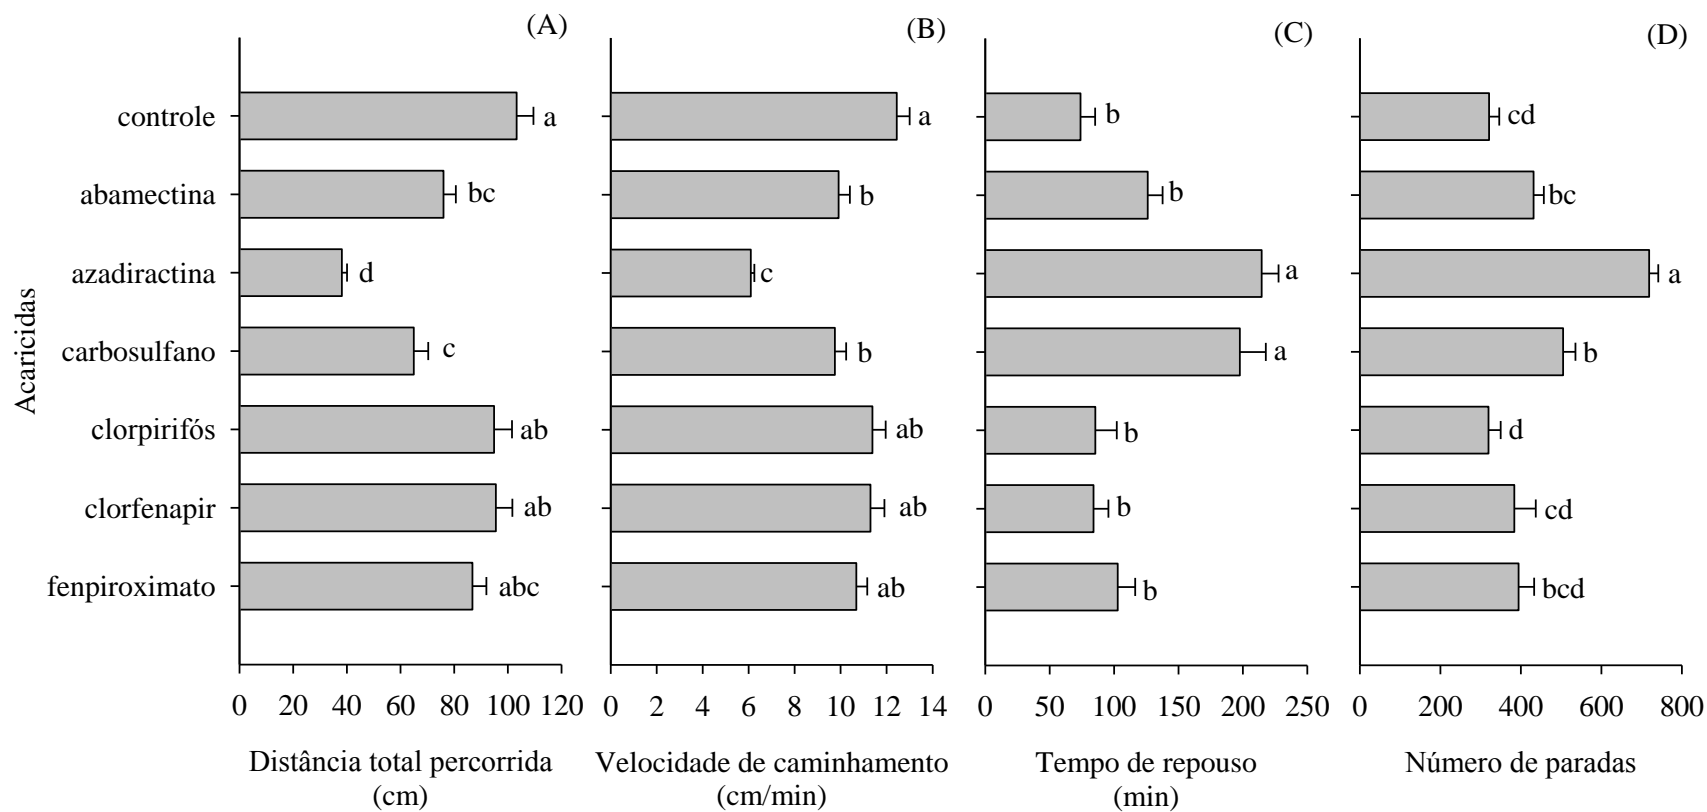 (A)
(B)
(C)
(D)
Acaricidas
controle
a
a
b
cd
abamectina
bc
b
b
bc
azadiractina
d
c
a
a
carbosulfano
c
b
a
b
clorpirifós
ab
ab
b
d
clorfenapir
ab
ab
b
cd
fenpiroximato
abc
ab
b
bcd
0 20 40 60 80 100 120
0 2 4 6 8 10 12 14
0 50 100 150 200 250
0 200 400 600 800
Distância total percorrida
(cm)
Velocidade de caminhamento
(cm/min)
Tempo de repouso
(min)
Número de paradas